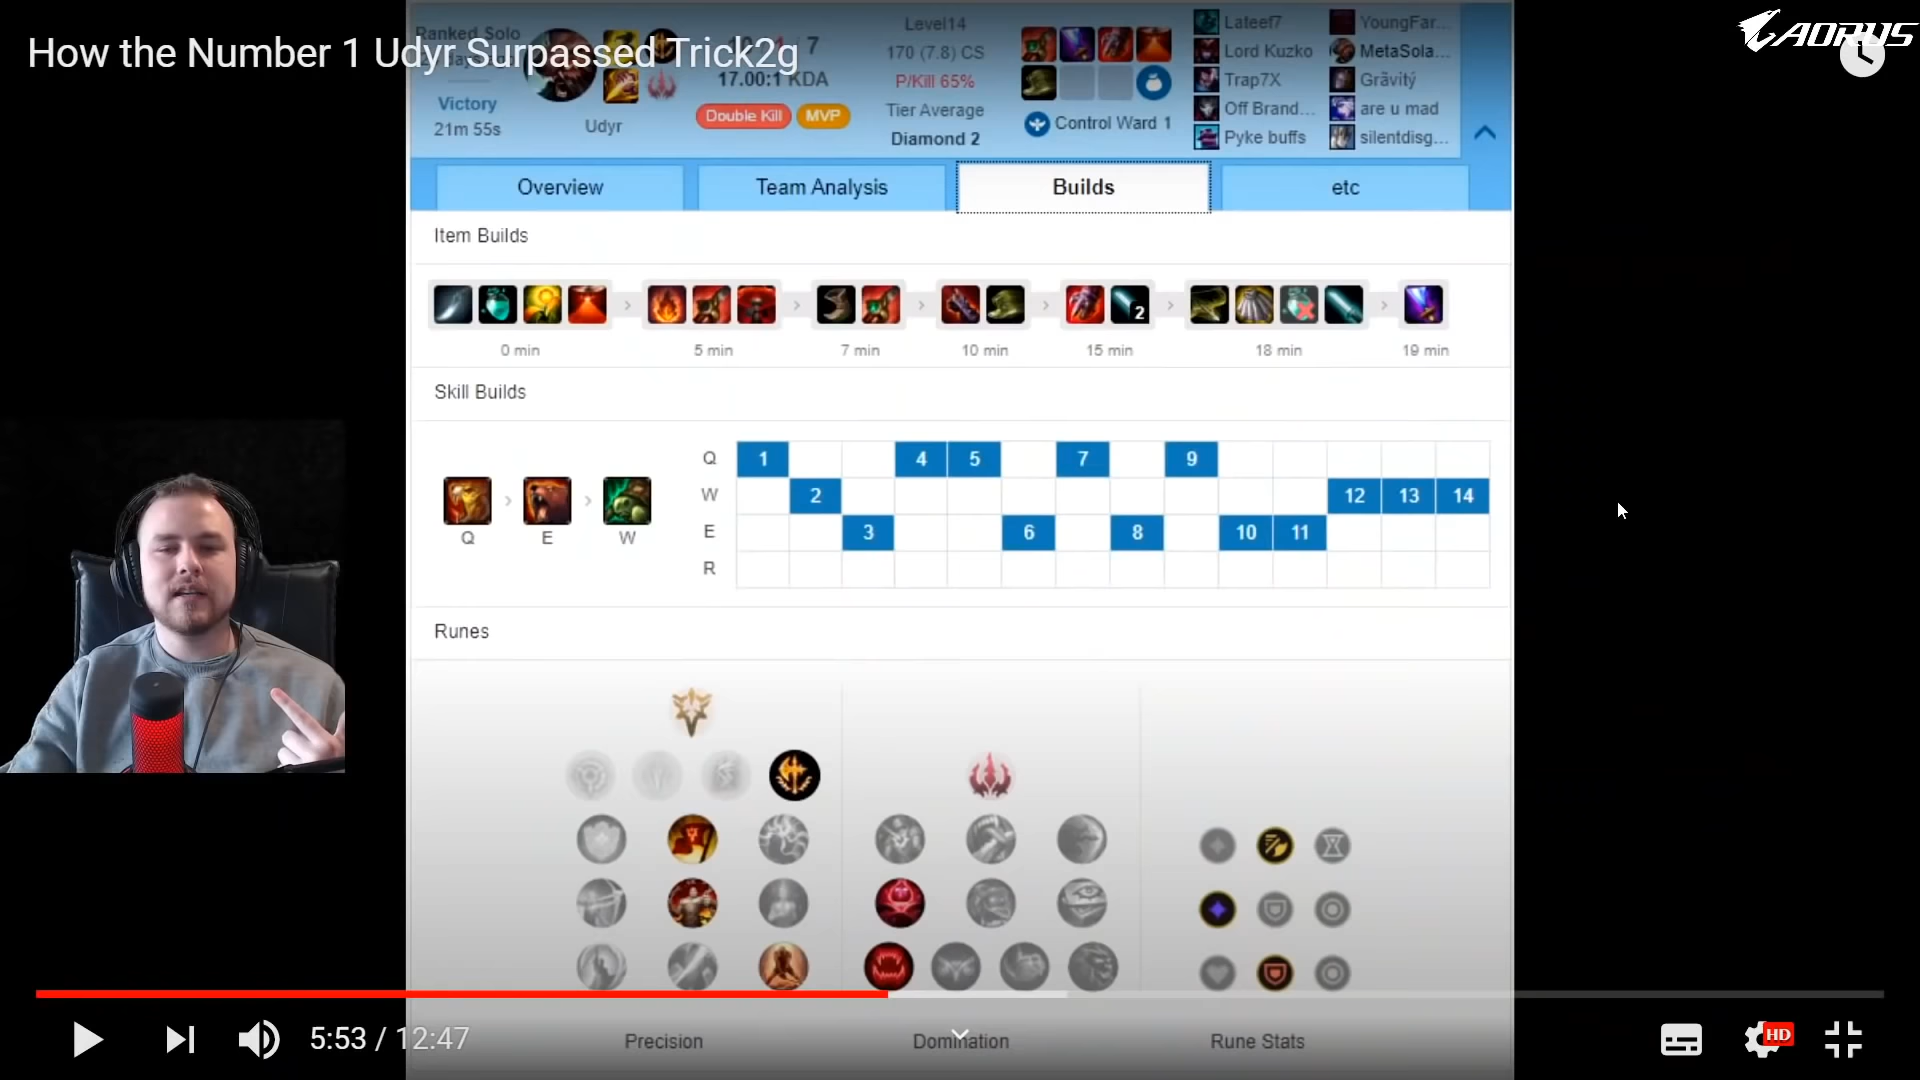 How the Number 1 Udyr Surpassed Trick2g
AORUS
Ranked Solo
Victory
21m 55s
Udyr
7
17.00:1 KDA
Double Kill
MVP
Level14
170 (7.8) CS
P/Kill 65%
Tier Average
Diamond 2
Control Ward 1
Lateef7
Lord Kuzko
Trap7X
Off Brand...
Pyke buffs
YoungFar...
MetaSola...
Grãvitý
are u mad
silentdisg...
Overview
Team Analysis
Builds
etc
Item Builds
2
0 min
5 min
7 min
10 min
15 min
18 min
19 min
Skill Builds
Q
E
W
Q 1 4 5 7 9
W 2 12 13 14
E 3 6 8 10 11
R
Runes
Precision
Domination
Rune Stats
5:53 / 12:47
HD